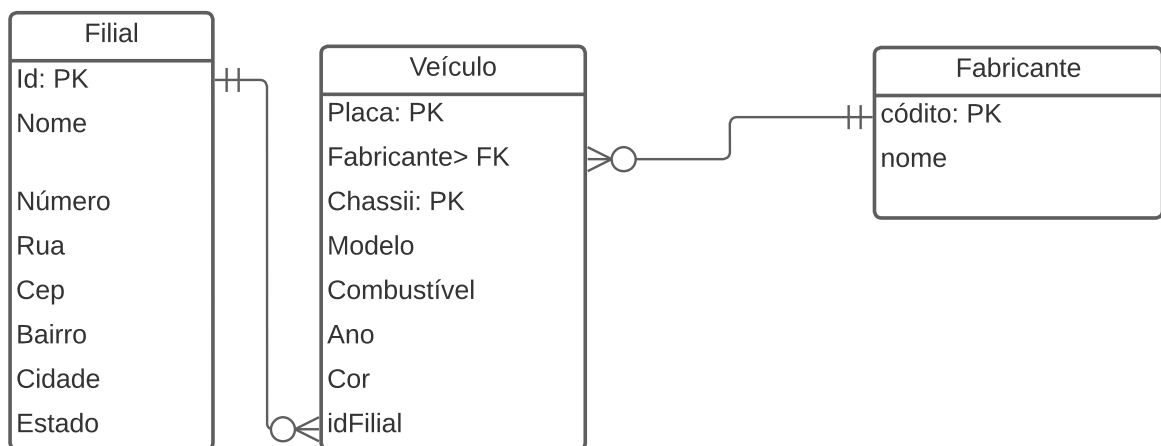 Filial
Id: PK
Nome
Número
Rua
Cep
Bairro
Cidade
Estado
Veículo
Placa: PK
Fabricante> FK
Chassii: PK
Modelo
Combustível
Ano
Cor
idFilial
Fabricante
códito: PK
nome